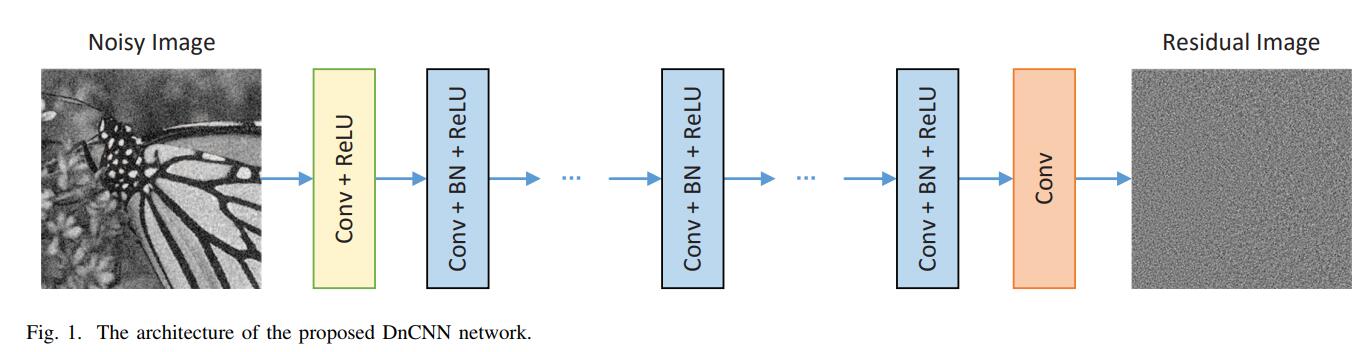 Noisy Image
Residual Image
Conv + ReLU
Conv + BN + ReLU
...
Conv + BN + ReLU
...
Conv + BN + ReLU
Conv
Fig. 1. The architecture of the proposed DnCNN network.